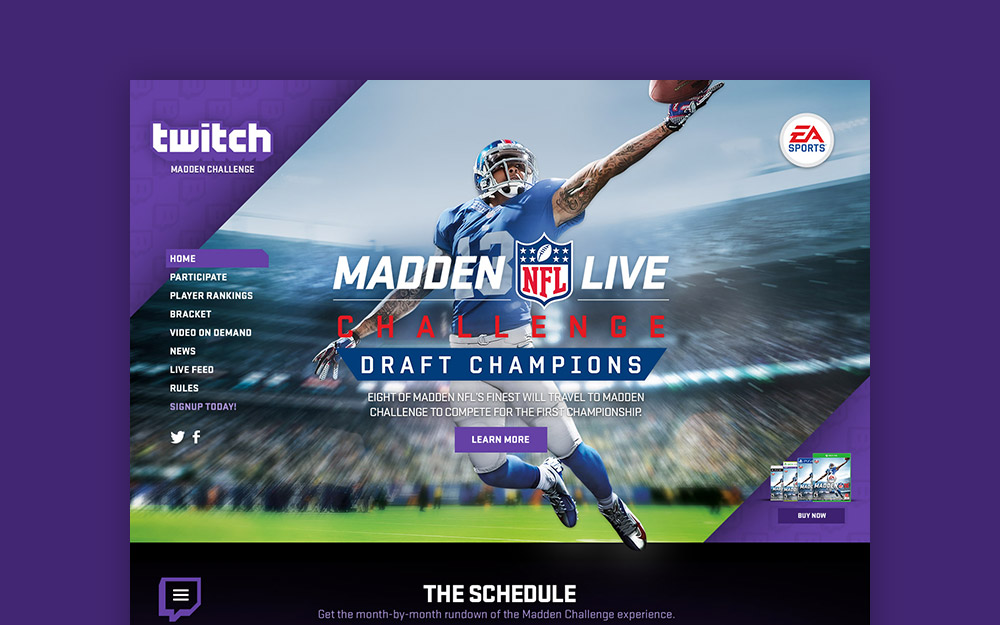 twitch
MADDEN CHALLENGE
EA
SPORTS
HOME
PARTICIPATE
PLAYER RANKINGS
BRACKET
VIDEO ON DEMAND
NEWS
LIVE FEED
RULES
SIGNUP TODAY!
13
MADDEN NFL LIVE
CHALLENGE
DRAFT CHAMPIONS
EIGHT OF MADDEN NFL'S FINEST WILL TRAVEL TO MADDEN
CHALLENGE TO COMPETE FOR THE FIRST CHAMPIONSHIP.
LEARN MORE
MADDEN
BUY NOW
THE SCHEDULE
Get the month-by-month rundown of the Madden Challenge experience.